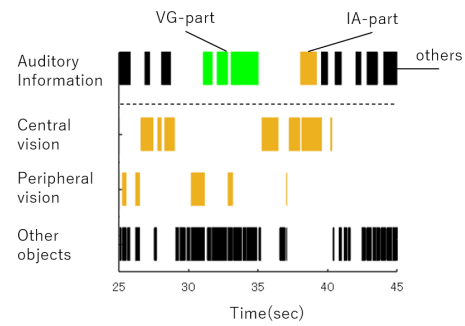 VG-part
IA-part
others
Auditory
Information
Central
vision
Peripheral
vision
Other
objects
25 30 35 40 45
Time(sec)